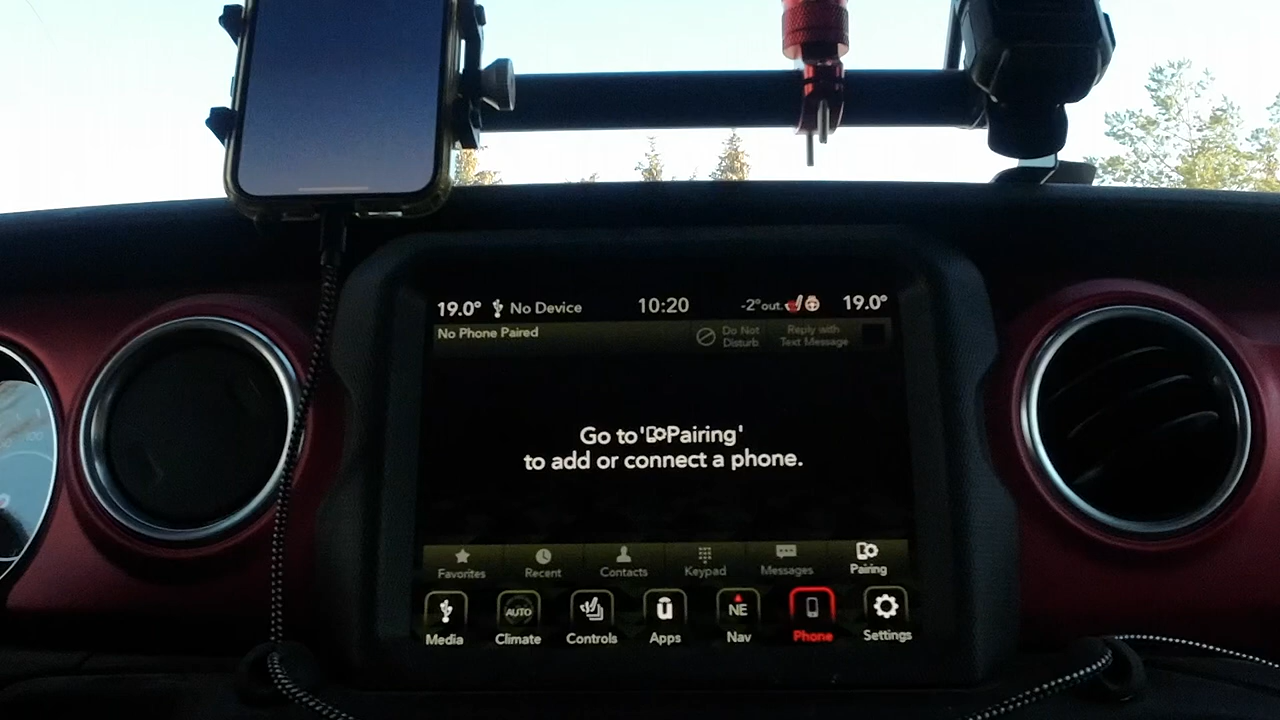 19.0° No Device 10:20 -2°out. 19.0°
No Phone Paired
Do Not
Disturb
Reply with
Text Message
Go to 'Pairing'
to add or connect a phone.
Favorites Recent Contacts Keypad Messages Pairing
AUTO NE
Media Climate Controls Apps Nav Phone Settings